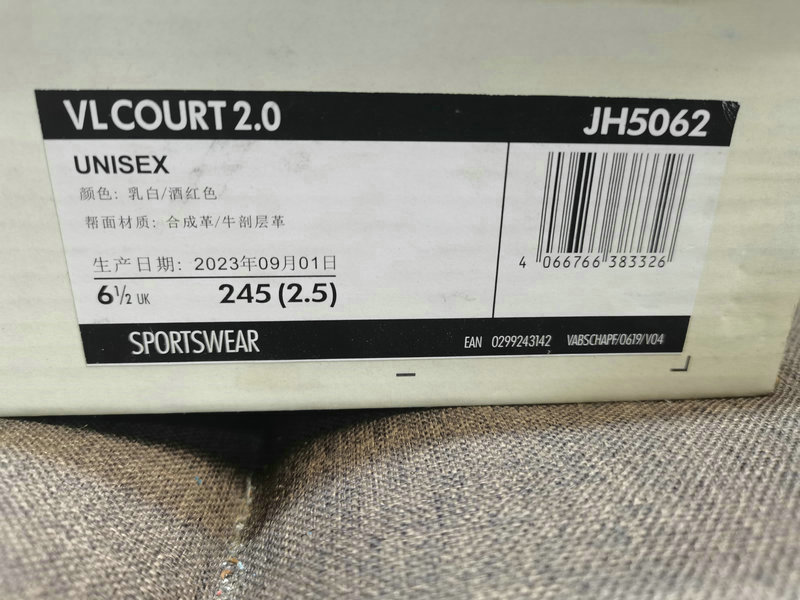 VL COURT 2.0 JH5062
UNISEX
颜色: 乳白/酒红色
帮面材质: 合成革/牛剖层革
生产日期: 2023年09月01日
6½ UK 245 (2.5)
4 066766 383326
SPORTSWEAR EAN 0299243142 VABSCHAPF/0619/V04